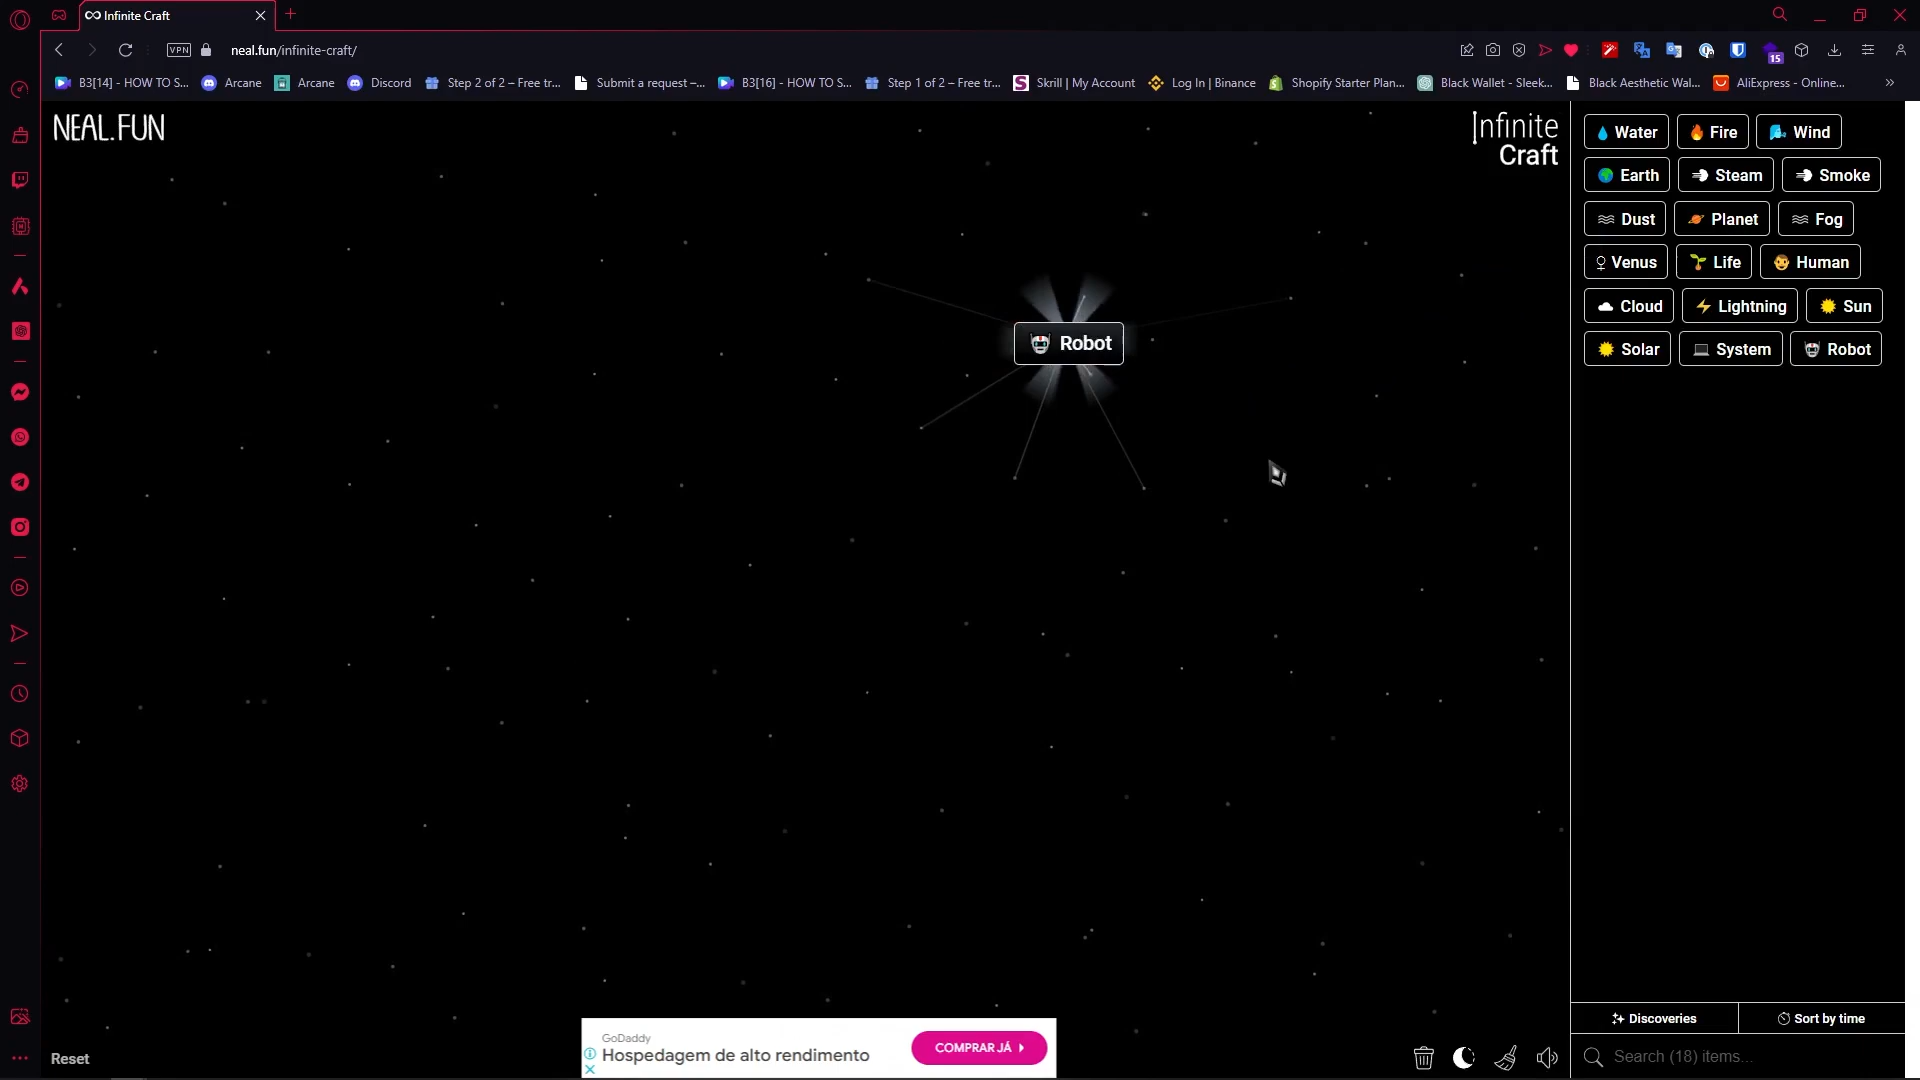 Infinite Craft
VPN
neal.fun/infinite-craft/
15
B3[14] - HOW TO S...
Arcane
Arcane
Discord
Step 2 of 2 – Free tr...
Submit a request –...
B3[16] - HOW TO S...
Step 1 of 2 – Free tr...
Skrill | My Account
Log In | Binance
Shopify Starter Plan...
Black Wallet - Sleek...
Black Aesthetic Wal...
AliExpress - Online...
NEAL.FUN
Infinite
Craft
Water
Fire
Wind
Earth
Steam
Smoke
Dust
Planet
Fog
Venus
Life
Human
Cloud
Lightning
Sun
Solar
System
Robot
Robot
Discoveries
Sort by time
Search (18) items...
Reset
GoDaddy
Hospedagem de alto rendimento
COMPRAR JÁ